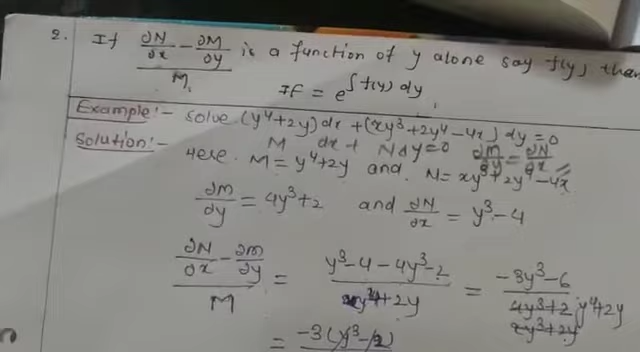 2. If (∂N/∂x - ∂M/∂y)/M, is a function of y alone say f(y), then
IF = e^∫f(y) dy,
Example:- solve (y⁴+2y)dx + (xy³+2y⁴-4x) dy=0
M dx + N dy=0 ∂M/∂y = ∂N/∂x
Solution:- Here. M = y⁴+2y and. N = xy³+2y⁴-4x
∂M/∂y = 4y³+2 and ∂N/∂x = y³-4
(∂N/∂x - ∂M/∂y)/M = (y³-4-4y³-2)/(y⁴+2y) = (-3y³-6)/(y⁴+2y)